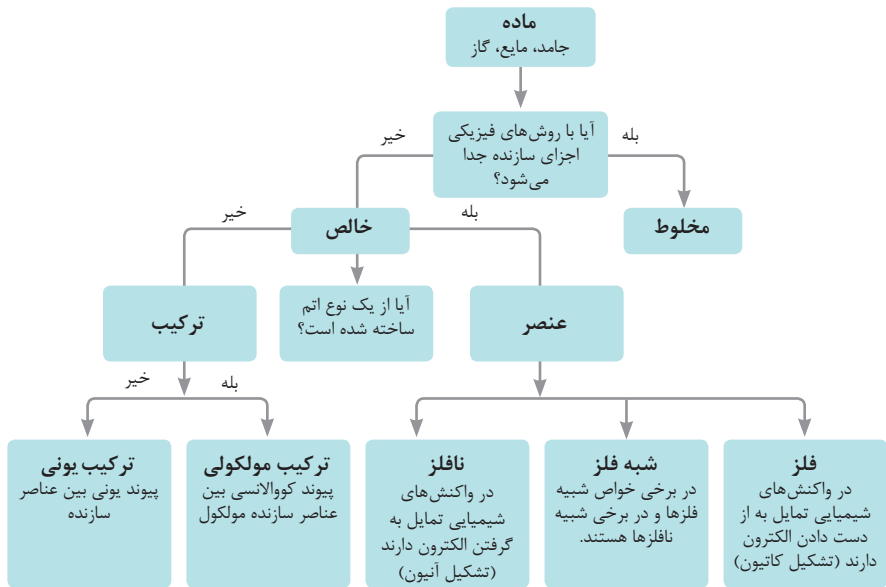 ماده
جامد، مایع، گاز
آیا با روش‌های فیزیکی
اجزای سازنده جدا
می‌شود؟
بله
خیر
مخلوط
خالص
بله
خیر
آیا از یک نوع اتم
ساخته شده است؟
عنصر
ترکیب
بله
خیر
فلز
در واکنش‌های
شیمیایی تمایل به از
دست دادن الکترون
دارند (تشکیل کاتیون)
شبه فلز
در برخی خواص شبیه
فلزها و در برخی شبیه
نافلزها هستند.
نافلز
در واکنش‌های
شیمیایی تمایل به
گرفتن الکترون دارند
(تشکیل آنیون)
ترکیب مولکولی
پیوند کووالانسی بین
عناصر سازنده مولکول
ترکیب یونی
پیوند یونی بین عناصر
سازنده